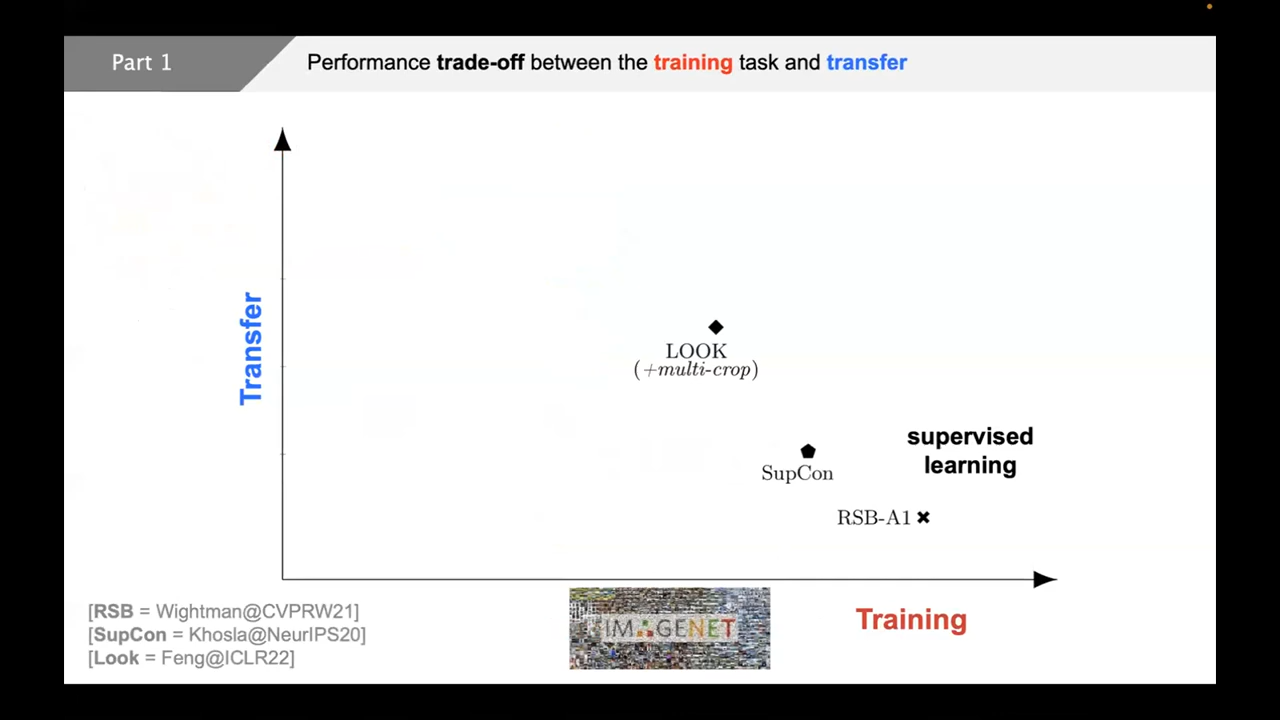 Part 1
Performance trade-off between the training task and transfer
Transfer
LOOK
(+multi-crop)
supervised
learning
SupCon
RSB-A1
IMAGENET
Training
[RSB = Wightman@CVPRW21]
[SupCon = Khosla@NeurIPS20]
[Look = Feng@ICLR22]